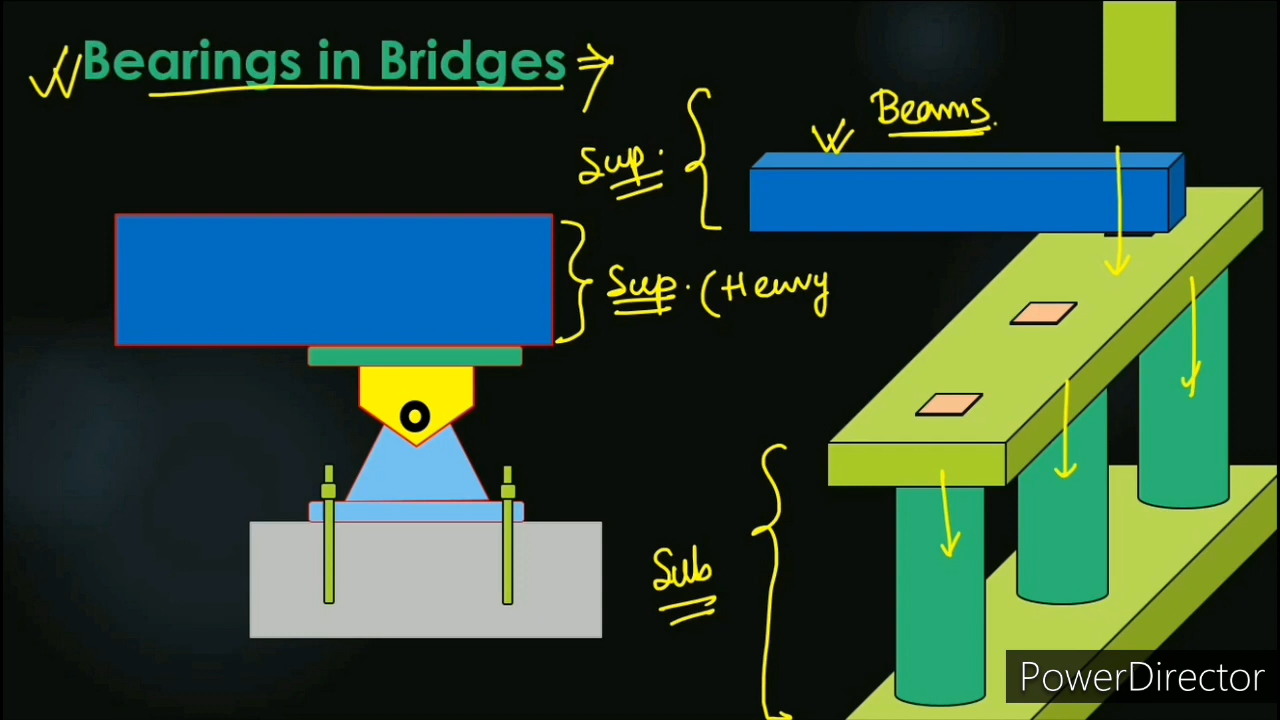 Bearings in Bridges
Beams.
Sup.
Sup. (Heavy
Sub
PowerDirector